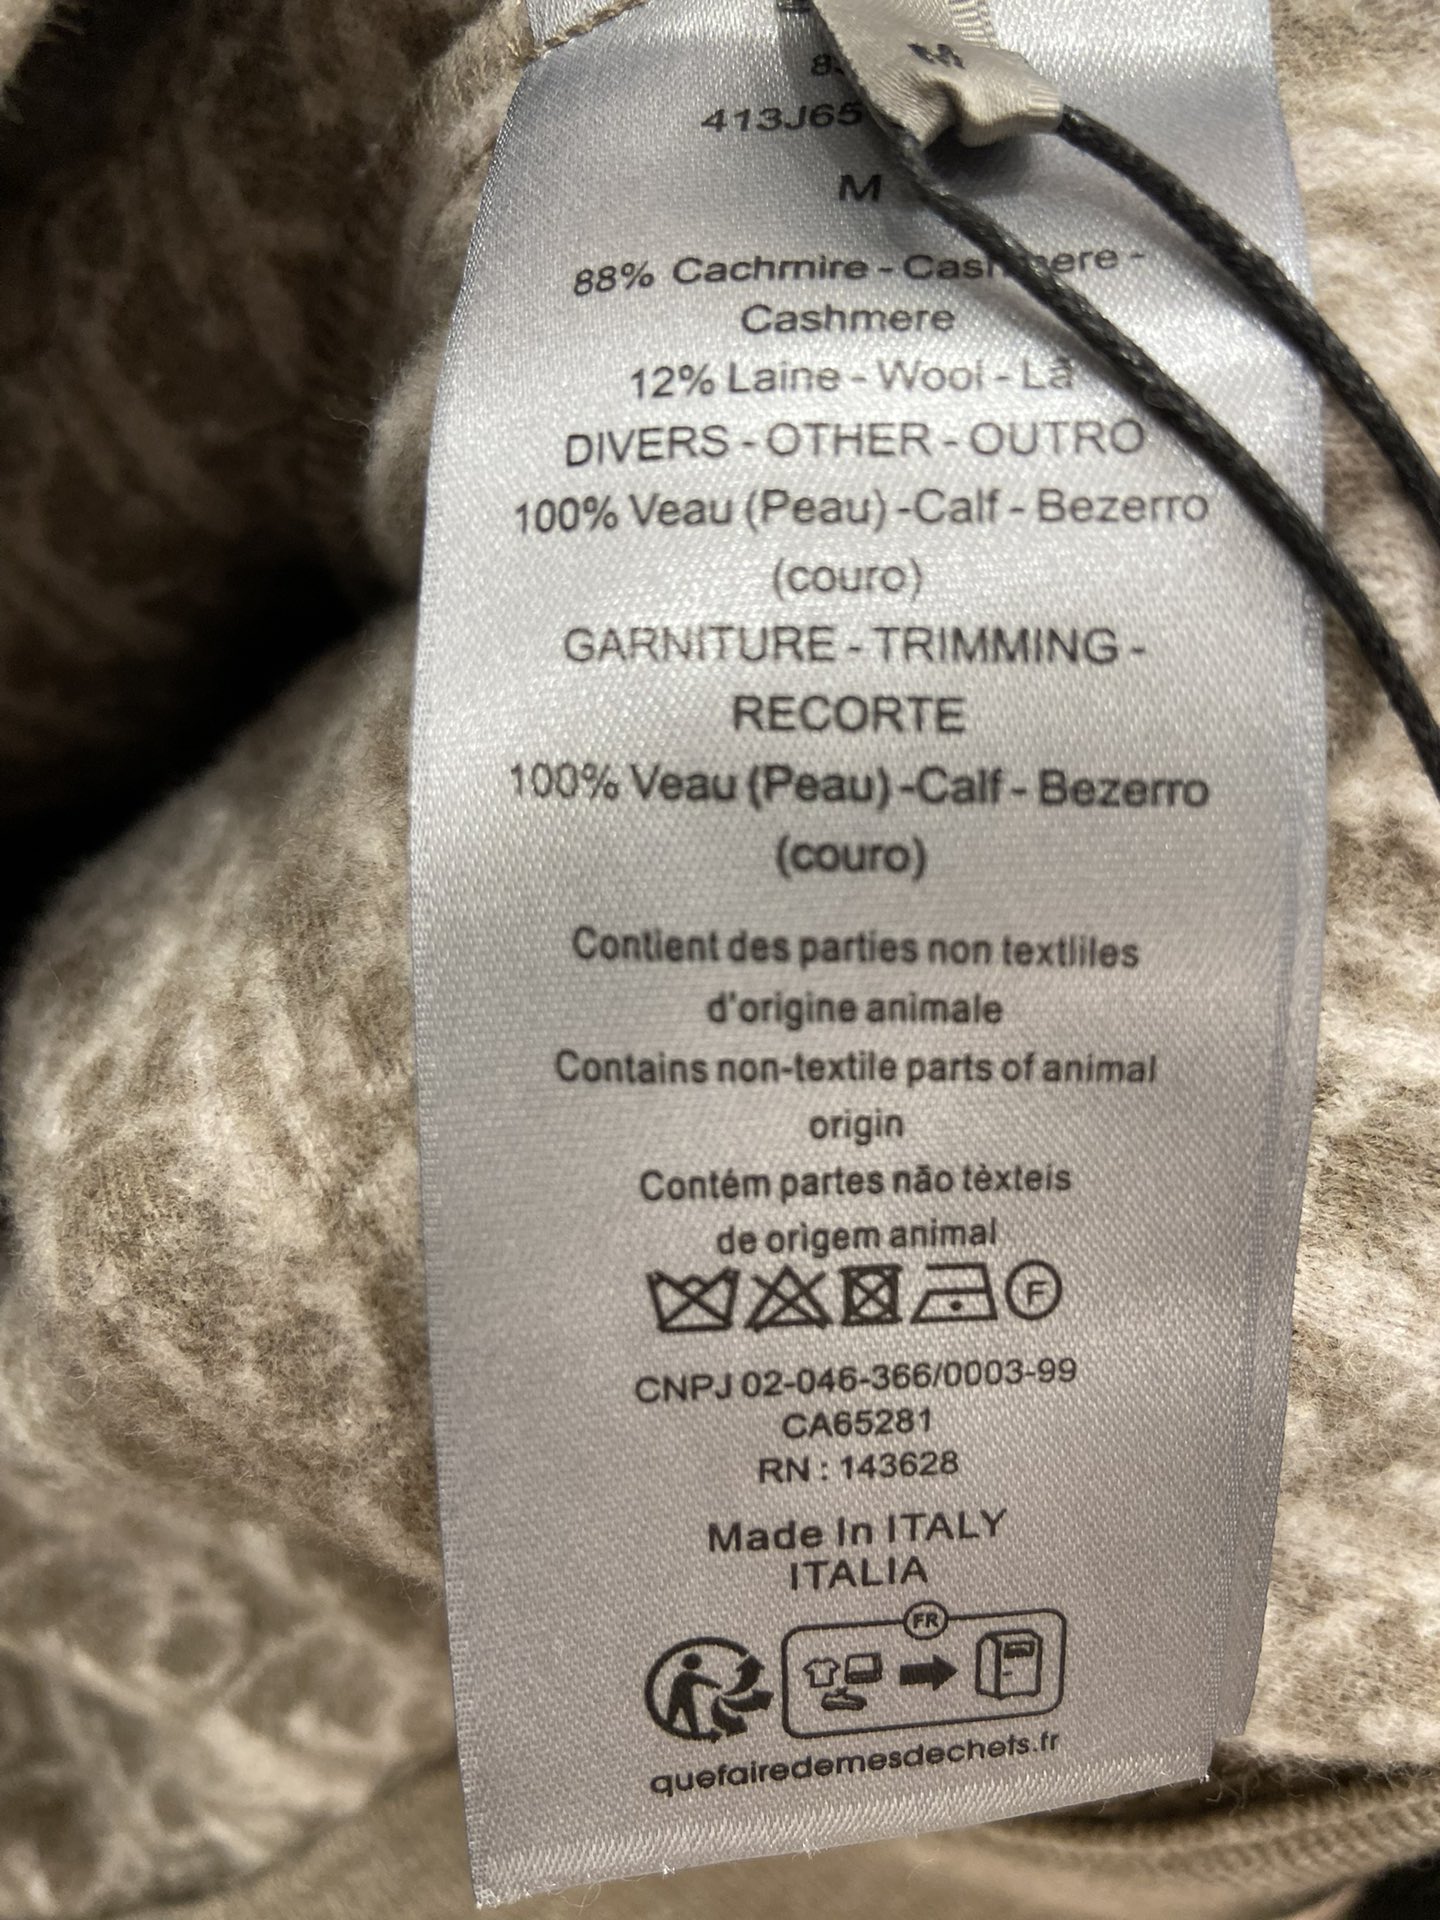 413J65
M
88% Cachmire - Cashmere -
Cashmere
12% Laine - Wool - Lã
DIVERS - OTHER - OUTRO
100% Veau (Peau) -Calf - Bezerro
(couro)
GARNITURE - TRIMMING -
RECORTE
100% Veau (Peau) -Calf - Bezerro
(couro)
Contient des parties non textliles
d'origine animale
Contains non-textile parts of animal
origin
Contém partes não tèxteis
de orìgem animal
F
CNPJ 02-046-366/0003-99
CA65281
RN : 143628
Made In ITALY
ITALIA
FR
quefairedemesdechets.fr